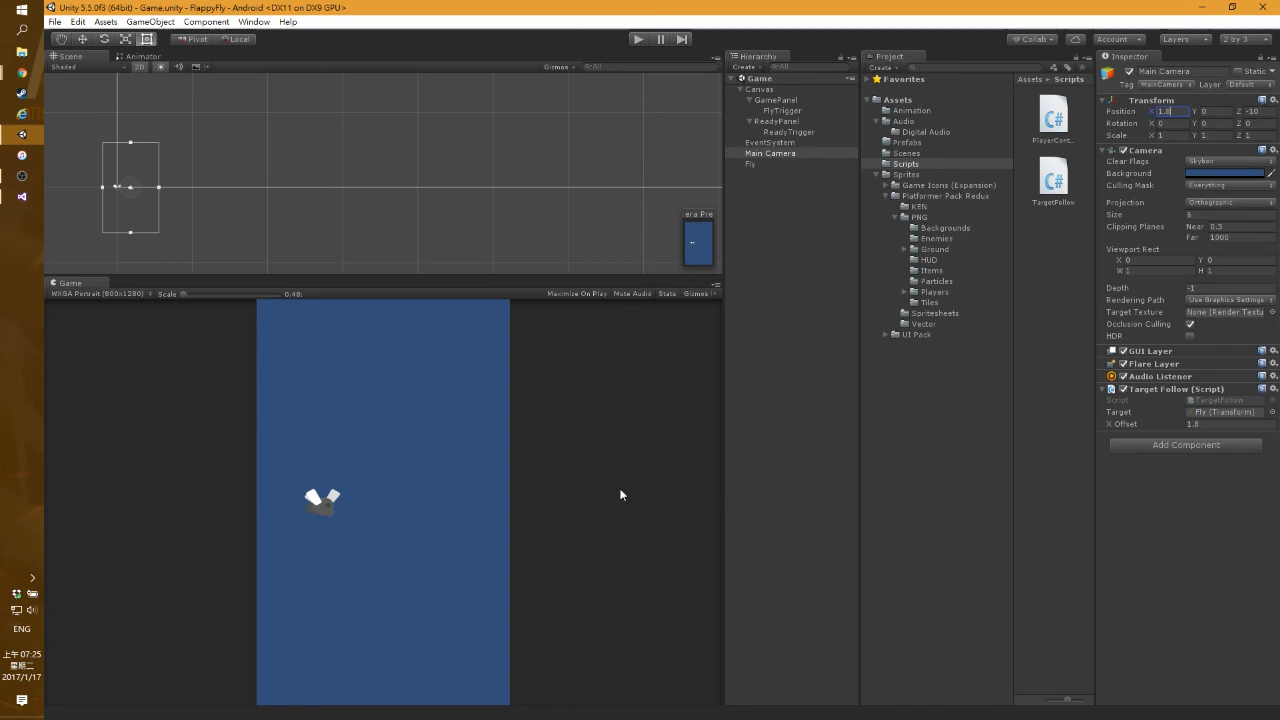 Unity 5.5.0f3 (64bit) - Game.unity - FlappyFly - Android <DX11 on DX9 GPU>
File Edit Assets GameObject Component Window Help
Pivot Local Collab Account Layers 2 by 3
Scene Animator
Shaded 2D Gizmos All
era Pre
Game
WXGA Portrait (800x1280) Scale 0.48: Maximize On Play Mute Audio Stats Gizmos
Hierarchy
Create All
Game
Canvas
GamePanel
FlyTrigger
ReadyPanel
ReadyTrigger
EventSystem
Main Camera
Fly
Project
Create
Favorites
Assets
Animation
Audio
Digital Audio
Prefabs
Scenes
Scripts
Sprites
Game Icons (Expansion)
Platformer Pack Redux
KEN
PNG
Backgrounds
Enemies
Ground
HUD
Items
Particles
Players
Tiles
Spritesheets
Vector
UI Pack
Assets Scripts
PlayerCont...
TargetFollow
Inspector
Main Camera Static
Tag MainCamera Layer Default
Transform
Position X 1.8 Y 0 Z -10
Rotation X 0 Y 0 Z 0
Scale X 1 Y 1 Z 1
Camera
Clear Flags Skybox
Background
Culling Mask Everything
Projection Orthographic
Size 6
Clipping Planes Near 0.3
Far 1000
Viewport Rect
X 0 Y 0
W 1 H 1
Depth -1
Rendering Path Use Graphics Settings
Target Texture None (Render Textu
Occlusion Culling
HDR
GUI Layer
Flare Layer
Audio Listener
Target Follow (Script)
Script TargetFollow
Target Fly (Transform)
X Offset 1.8
Add Component
ENG
上午 07:25
星期二
2017/1/17